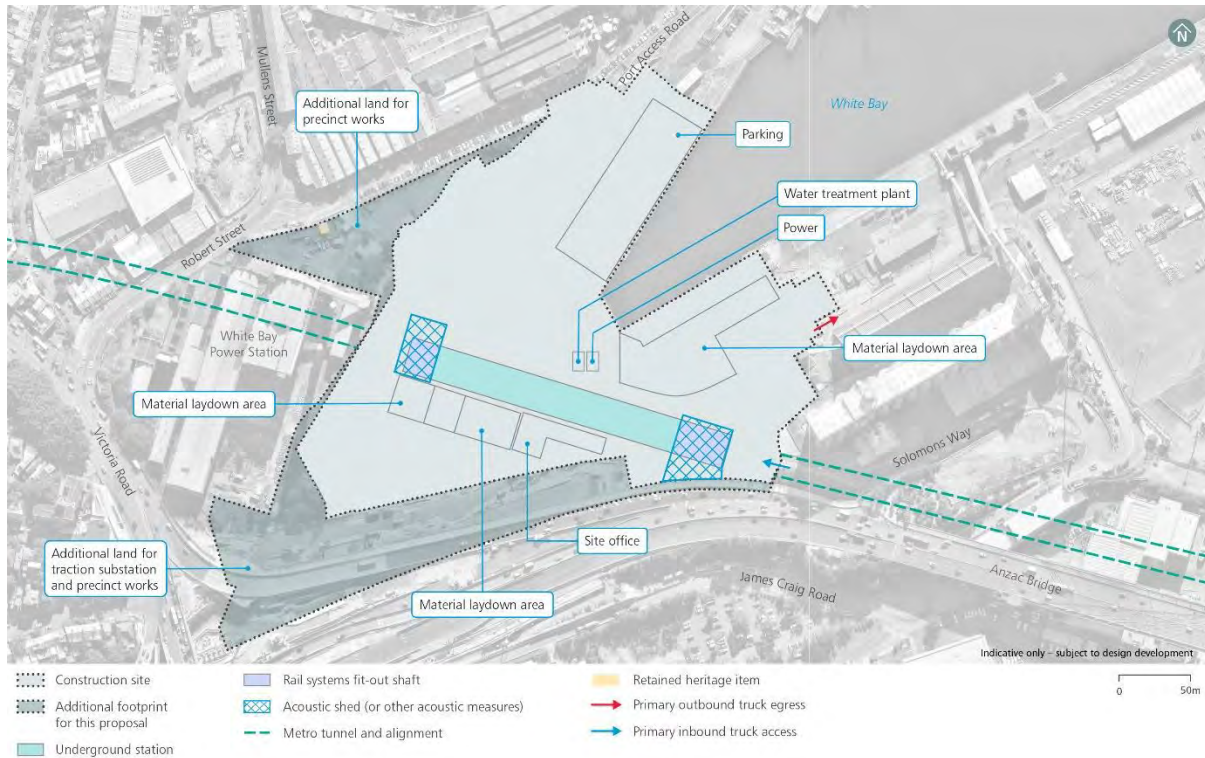 N
Port Access Road
Mullens Street
Additional land for
precinct works
White Bay
Parking
Water treatment plant
Power
Robert Street
White Bay
Power Station
Material laydown area
Material laydown area
Victoria Road
Solomons Way
Site office
Additional land for
traction substation
and precinct works
Anzac Bridge
James Craig Road
Material laydown area
Indicative only – subject to design development
Construction site
Additional footprint
for this proposal
Underground station
Rail systems fit-out shaft
Acoustic shed (or other acoustic measures)
Metro tunnel and alignment
Retained heritage item
Primary outbound truck egress
Primary inbound truck access
0 50m